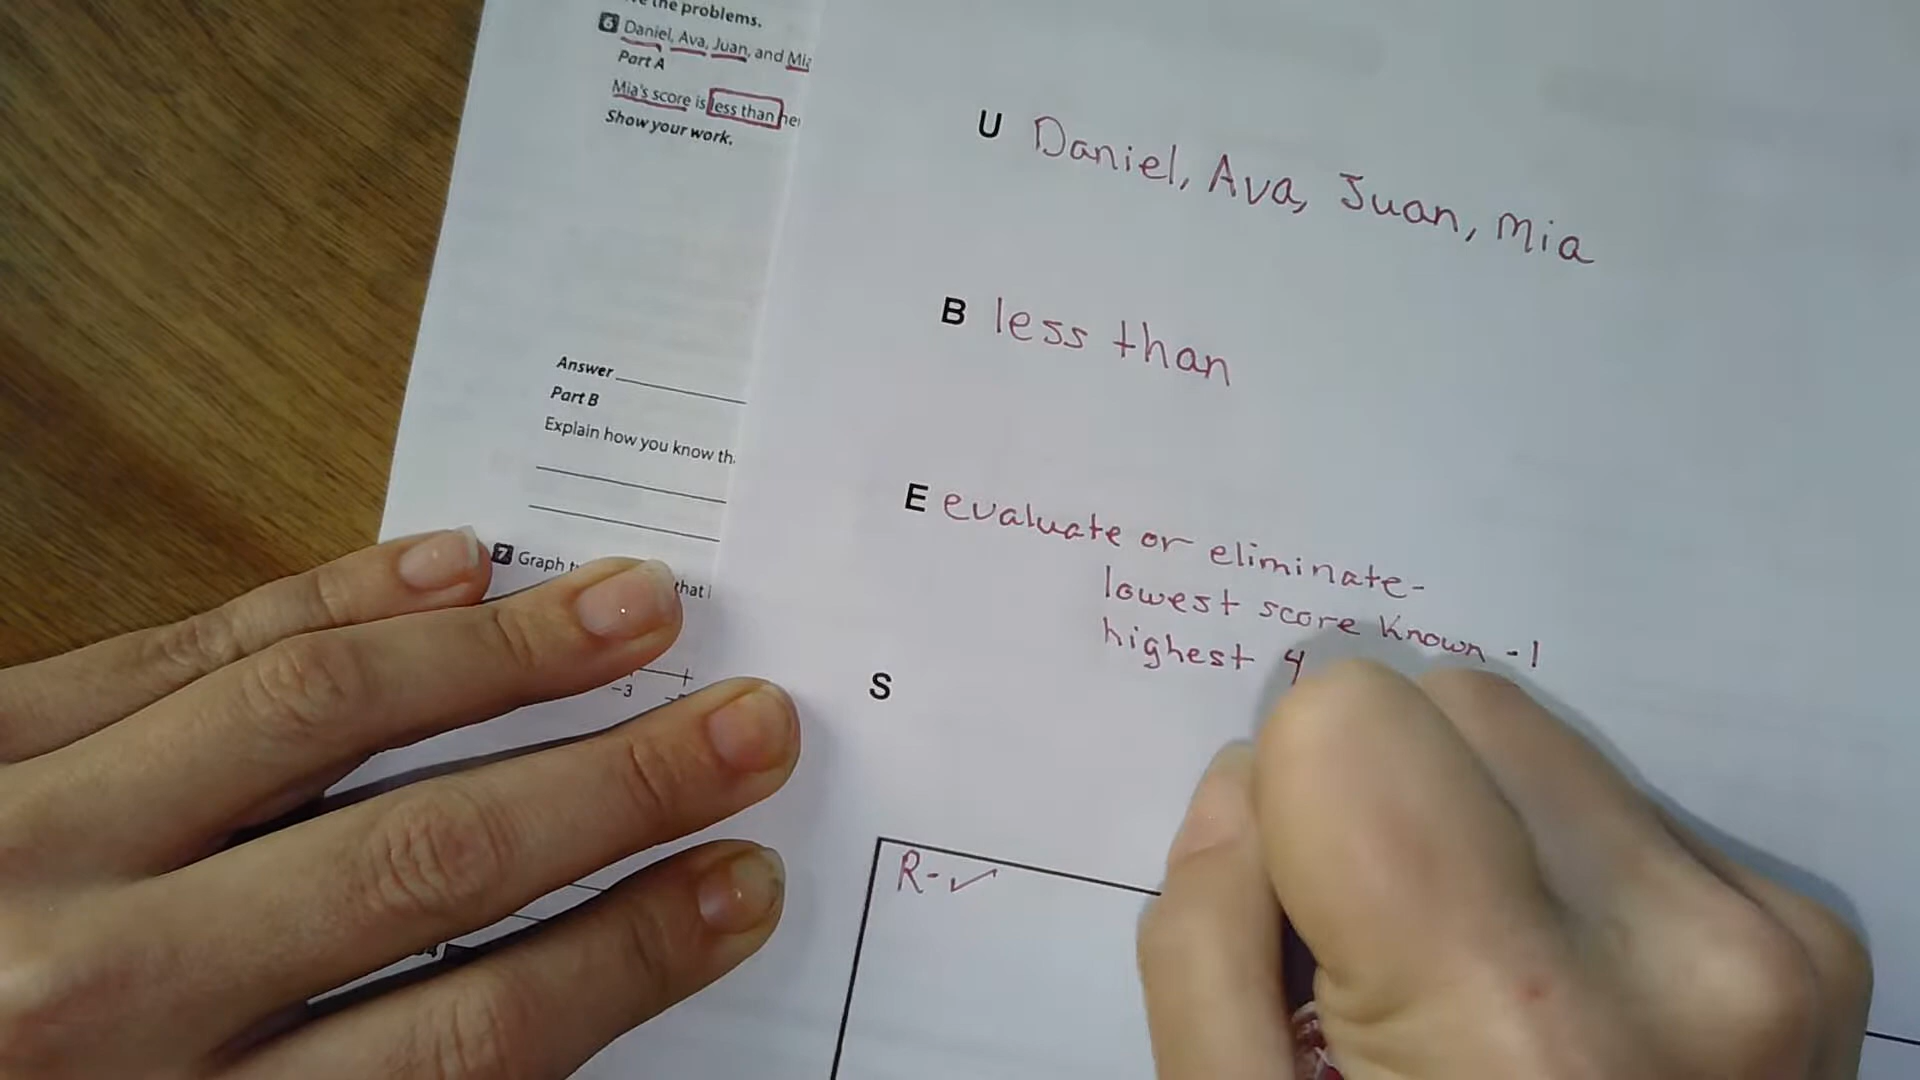 the problems.
6 Daniel, Ava, Juan, and Mia
Part A
Mia's score is less than her
Show your work.
Answer
Part B
Explain how you know th
7 Graph that
-3
U Daniel, Ava, Juan, Mia
B less than
E evaluate or eliminate-
lowest score known -1
highest 4
S
R-✓